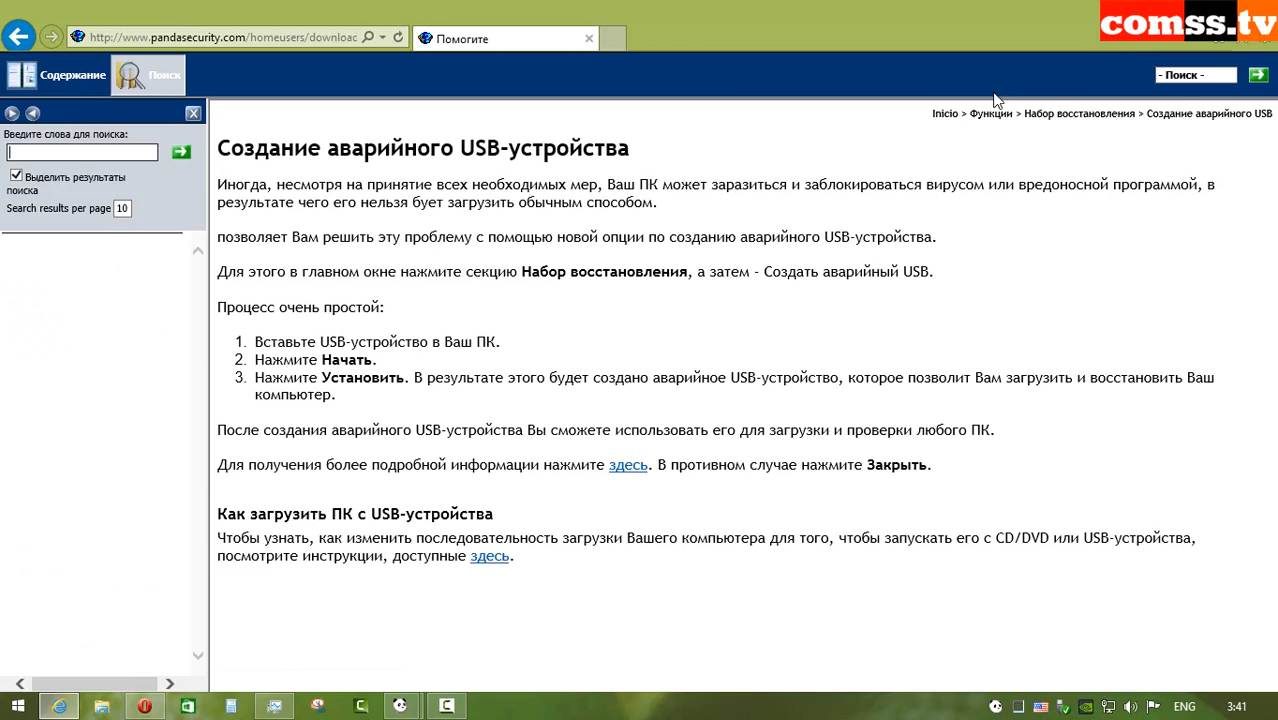 comss.tv
http://www.pandasecurity.com/homeusers/downloac
Помогите
Содержание
Поиск
- Поиск -
Inicio > Функции > Набор восстановления > Создание аварийного USB
Введите слова для поиска:
Выделить результаты
поиска
Search results per page 10
Создание аварийного USB-устройства
Иногда, несмотря на принятие всех необходимых мер, Ваш ПК может заразиться и заблокироваться вирусом или вредоносной программой, в
результате чего его нельзя бует загрузить обычным способом.
позволяет Вам решить эту проблему с помощью новой опции по созданию аварийного USB-устройства.
Для этого в главном окне нажмите секцию Набор восстановления, а затем - Создать аварийный USB.
Процесс очень простой:
1. Вставьте USB-устройство в Ваш ПК.
2. Нажмите Начать.
3. Нажмите Установить. В результате этого будет создано аварийное USB-устройство, которое позволит Вам загрузить и восстановить Ваш
компьютер.
После создания аварийного USB-устройства Вы сможете использовать его для загрузки и проверки любого ПК.
Для получения более подробной информации нажмите здесь. В противном случае нажмите Закрыть.
Как загрузить ПК с USB-устройства
Чтобы узнать, как изменить последовательность загрузки Вашего компьютера для того, чтобы запускать его с CD/DVD или USB-устройства,
посмотрите инструкции, доступные здесь.
ENG
3:41